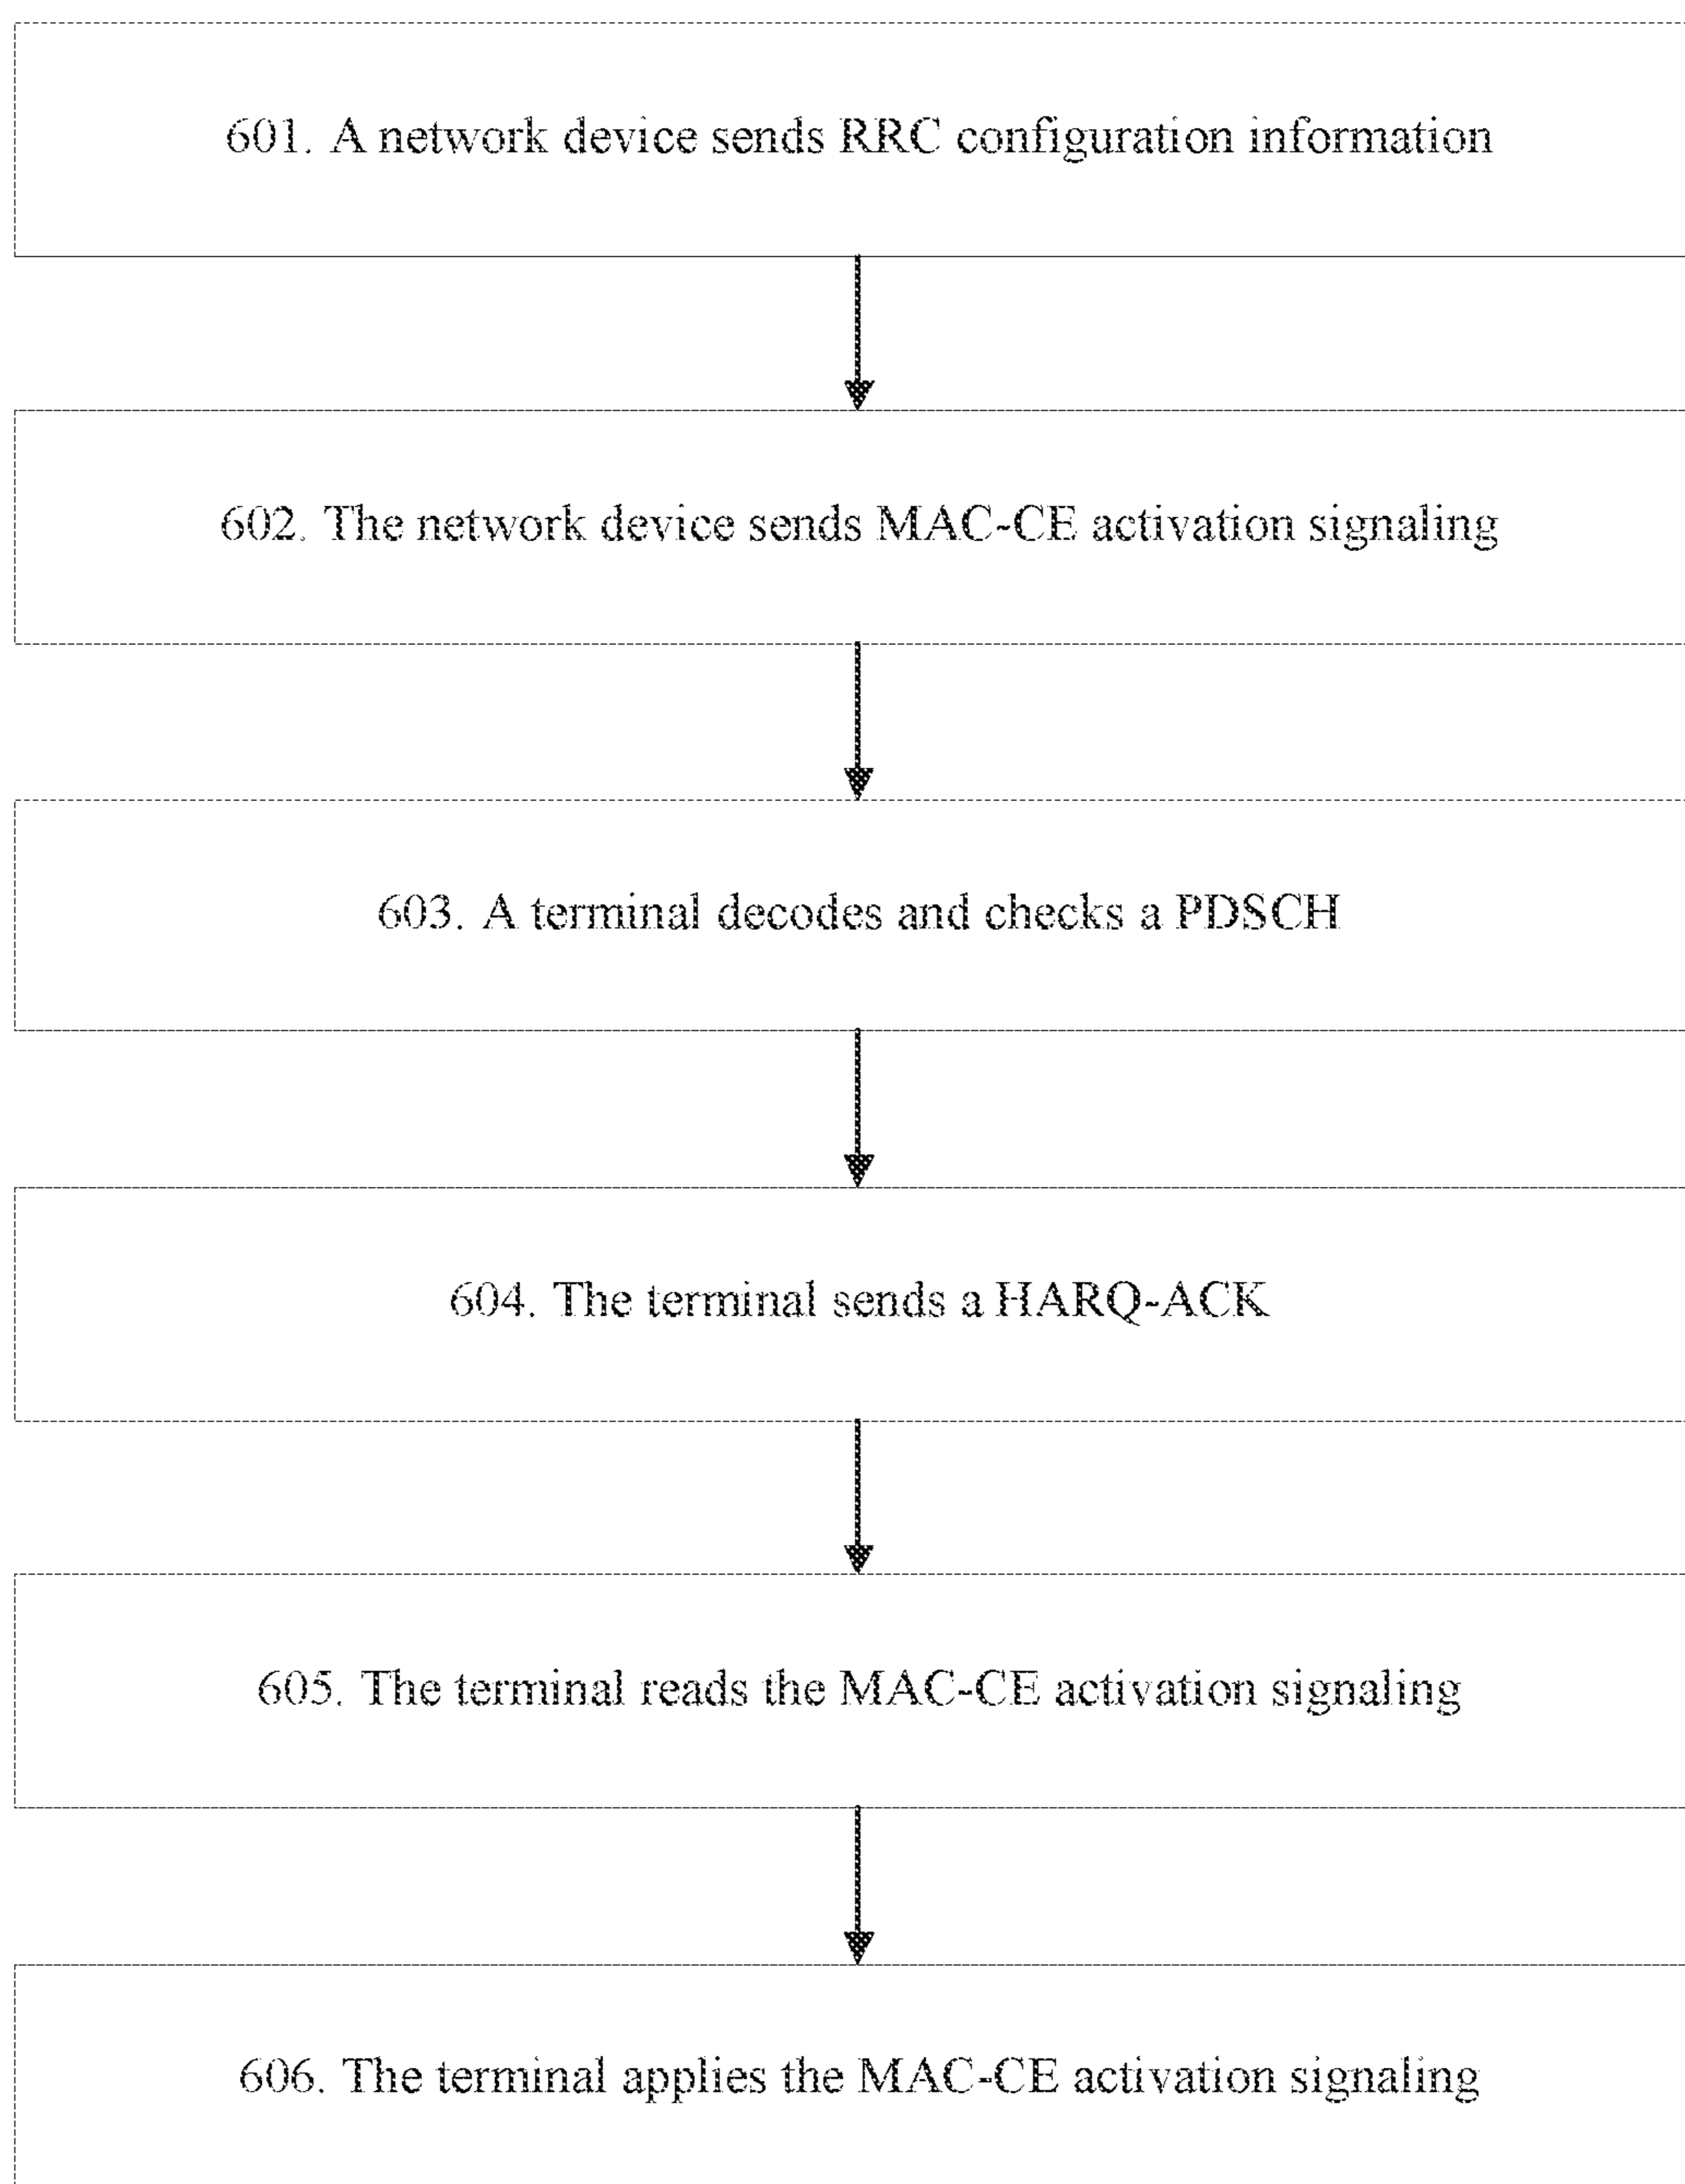 601. A network device sends RRC configuration information
602. The network device sends MAC-CE activation signaling
603. A terminal decodes and checks a PDSCH
604. The terminal sends a HARQ-ACK
605. The terminal reads the MAC-CE activation signaling
606. The terminal applies the MAC-CE activation signaling